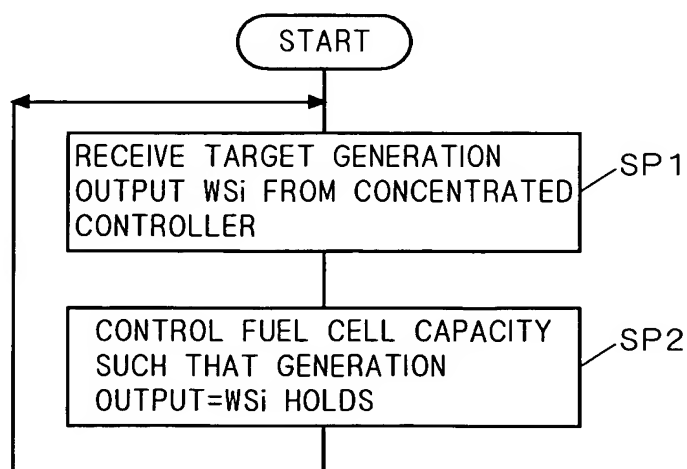 START
RECEIVE TARGET GENERATION
OUTPUT WSi FROM CONCENTRATED
CONTROLLER
SP1
CONTROL FUEL CELL CAPACITY
SUCH THAT GENERATION
OUTPUT=WSi HOLDS
SP2